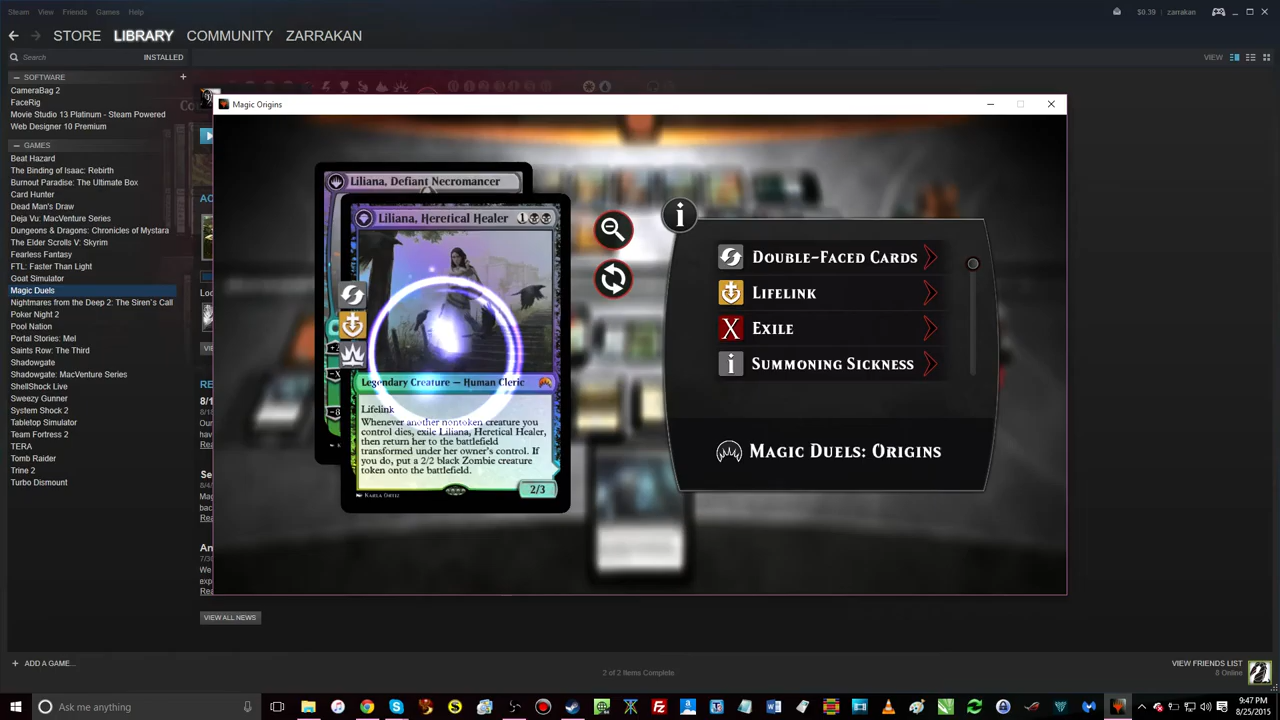 Steam View Friends Games Help
$0.39 zarrakan
STORE LIBRARY COMMUNITY ZARRAKAN
Search INSTALLED
VIEW
SOFTWARE
CameraBag 2
FaceRig
Movie Studio 13 Platinum - Steam Powered
Web Designer 10 Premium
GAMES
Beat Hazard
The Binding of Isaac: Rebirth
Burnout Paradise: The Ultimate Box
Card Hunter
Dead Man's Draw
Deja Vu: MacVenture Series
Dungeons & Dragons: Chronicles of Mystara
The Elder Scrolls V: Skyrim
Fearless Fantasy
FTL: Faster Than Light
Goat Simulator
Magic Duels
Nightmares from the Deep 2: The Siren's Call
Poker Night 2
Pool Nation
Portal Stories: Mel
Saints Row: The Third
Shadowgate
Shadowgate: MacVenture Series
ShellShock Live
Sweezy Gunner
System Shock 2
Tabletop Simulator
Team Fortress 2
TERA
Tomb Raider
Trine 2
Turbo Dismount
Magic Origins
Liliana, Defiant Necromancer
Liliana, Heretical Healer 1
Legendary Creature — Human Cleric
Lifelink
Whenever another nontoken creature you
control dies, exile Liliana, Heretical Healer,
then return her to the battlefield
transformed under her owner's control. If
you do, put a 2/2 black Zombie creature
token onto the battlefield.
Karla Ortiz
2/3
Double-Faced Cards
Lifelink
X Exile
Summoning Sickness
Magic Duels: Origins
VIEW ALL NEWS
ADD A GAME...
2 of 2 Items Complete
VIEW FRIENDS LIST
8 Online
Ask me anything
9:47 PM
8/25/2015